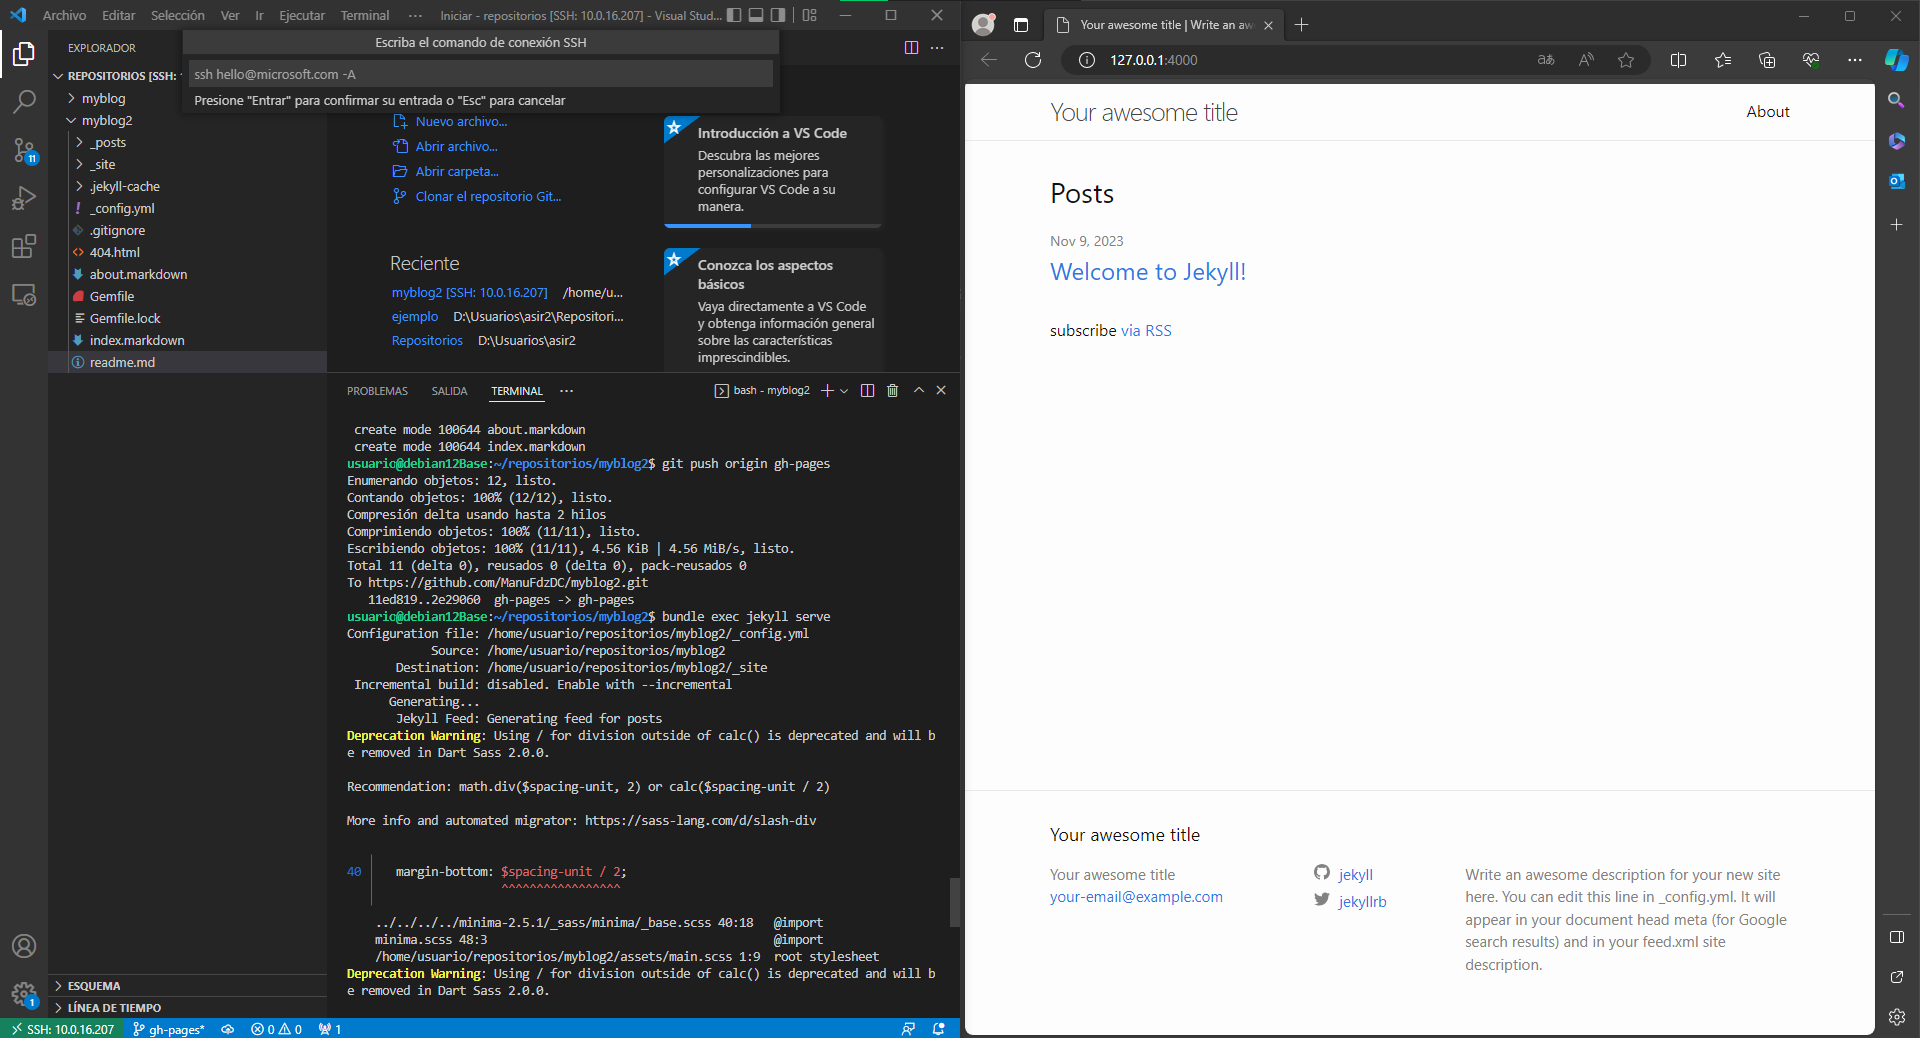 Archivo Editar Selección Ver Ir Ejecutar Terminal ··· Iniciar - repositorios [SSH: 10.0.16.207] - Visual Stud...
Escriba el comando de conexión SSH
ssh hello@microsoft.com -A
Presione "Entrar" para confirmar su entrada o "Esc" para cancelar
EXPLORADOR
REPOSITORIOS [SSH:
myblog
myblog2
_posts
_site
.jekyll-cache
_config.yml
.gitignore
404.html
about.markdown
Gemfile
Gemfile.lock
index.markdown
readme.md
ESQUEMA
LÍNEA DE TIEMPO
11
1
Nuevo archivo...
Abrir archivo...
Abrir carpeta...
Clonar el repositorio Git...
Reciente
myblog2 [SSH: 10.0.16.207] /home/u...
ejemplo D:\Usuarios\asir2\Repositori...
Repositorios D:\Usuarios\asir2
Introducción a VS Code
Descubra las mejores
personalizaciones para
configurar VS Code a su
manera.
Conozca los aspectos
básicos
Vaya directamente a VS Code
y obtenga información general
sobre las características
imprescindibles.
PROBLEMAS SALIDA TERMINAL ··· bash - myblog2
create mode 100644 about.markdown
create mode 100644 index.markdown
usuario@debian12Base:~/repositorios/myblog2$ git push origin gh-pages
Enumerando objetos: 12, listo.
Contando objetos: 100% (12/12), listo.
Compresión delta usando hasta 2 hilos
Comprimiendo objetos: 100% (11/11), listo.
Escribiendo objetos: 100% (11/11), 4.56 KiB | 4.56 MiB/s, listo.
Total 11 (delta 0), reusados 0 (delta 0), pack-reusados 0
To https://github.com/ManuFdzDC/myblog2.git
11ed819..2e29060 gh-pages -> gh-pages
usuario@debian12Base:~/repositorios/myblog2$ bundle exec jekyll serve
Configuration file: /home/usuario/repositorios/myblog2/_config.yml
Source: /home/usuario/repositorios/myblog2
Destination: /home/usuario/repositorios/myblog2/_site
Incremental build: disabled. Enable with --incremental
Generating...
Jekyll Feed: Generating feed for posts
Deprecation Warning: Using / for division outside of calc() is deprecated and will b
e removed in Dart Sass 2.0.0.
Recommendation: math.div($spacing-unit, 2) or calc($spacing-unit / 2)
More info and automated migrator: https://sass-lang.com/d/slash-div
40 │ margin-bottom: $spacing-unit / 2;
^^^^^^^^^^^^^^^^^
../../../../minima-2.5.1/_sass/minima/_base.scss 40:18 @import
minima.scss 48:3 @import
/home/usuario/repositorios/myblog2/assets/main.scss 1:9 root stylesheet
Deprecation Warning: Using / for division outside of calc() is deprecated and will b
e removed in Dart Sass 2.0.0.
SSH: 10.0.16.207 gh-pages* 0 0 1
Your awesome title | Write an aw
127.0.0.1:4000
Your awesome title
About
Posts
Nov 9, 2023
Welcome to Jekyll!
subscribe via RSS
Your awesome title
Your awesome title
your-email@example.com
jekyll
jekyllrb
Write an awesome description for your new site
here. You can edit this line in _config.yml. It will
appear in your document head meta (for Google
search results) and in your feed.xml site
description.